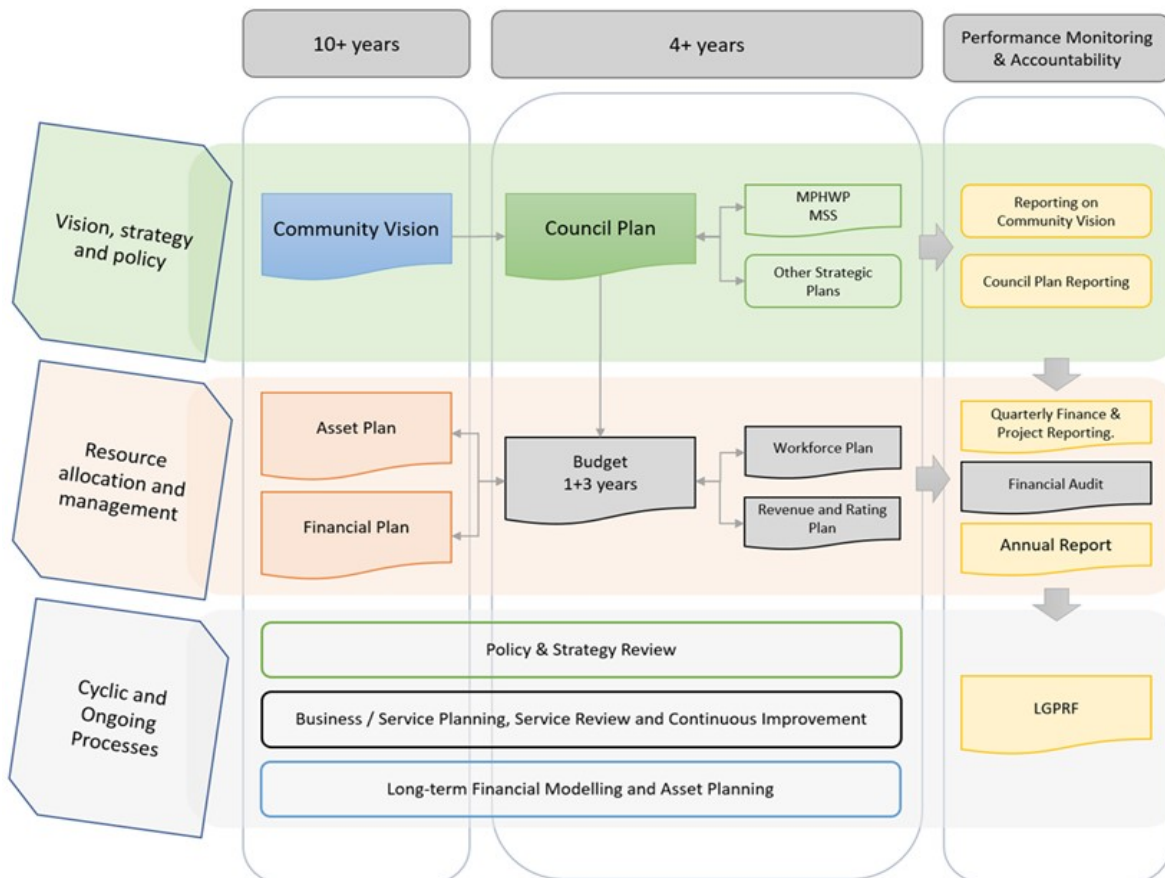 10+ years
4+ years
Performance Monitoring
& Accountability
Vision, strategy
and policy
Community Vision
Council Plan
MPHWP
MSS
Other Strategic
Plans
Reporting on
Community Vision
Council Plan Reporting
Resource
allocation and
management
Asset Plan
Financial Plan
Budget
1+3 years
Workforce Plan
Revenue and Rating
Plan
Quarterly Finance &
Project Reporting.
Financial Audit
Annual Report
Cyclic and
Ongoing
Processes
Policy & Strategy Review
Business / Service Planning, Service Review and Continuous Improvement
Long-term Financial Modelling and Asset Planning
LGPRF